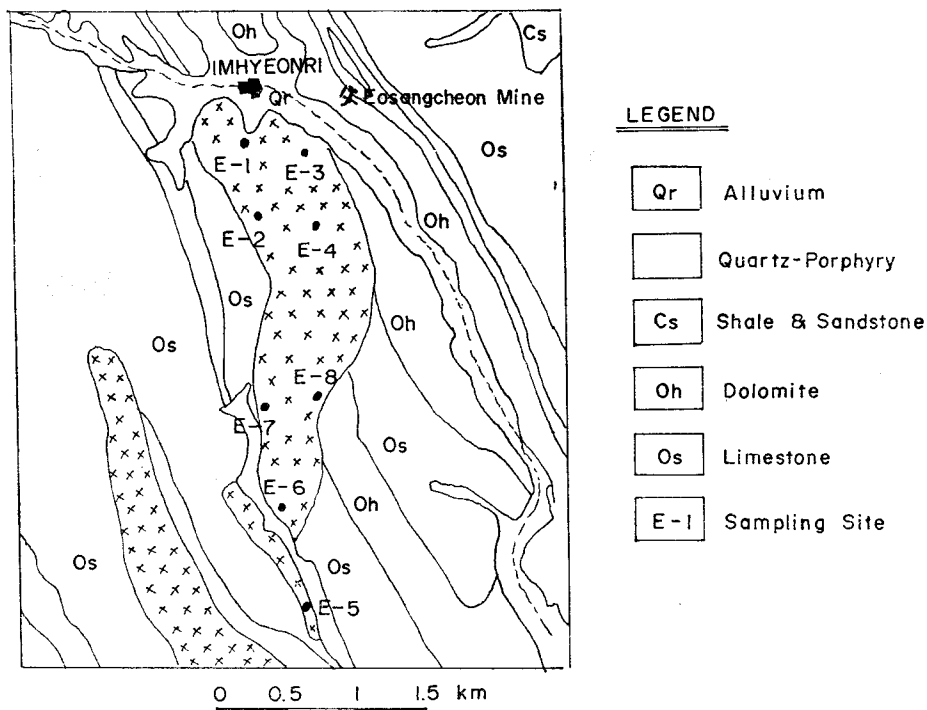 Oh
Cs
IMHYEONRI
Qr
Eosangcheon Mine
Os
E-1
E-3
E-2
E-4
Oh
Os
Os
Oh
E-8
E-7
Os
E-6
Oh
Os
Os
E-5
0 0.5 1 1.5 km
LEGEND
Qr Alluvium
Quartz-Porphyry
Cs Shale & Sandstone
Oh Dolomite
Os Limestone
E-1 Sampling Site